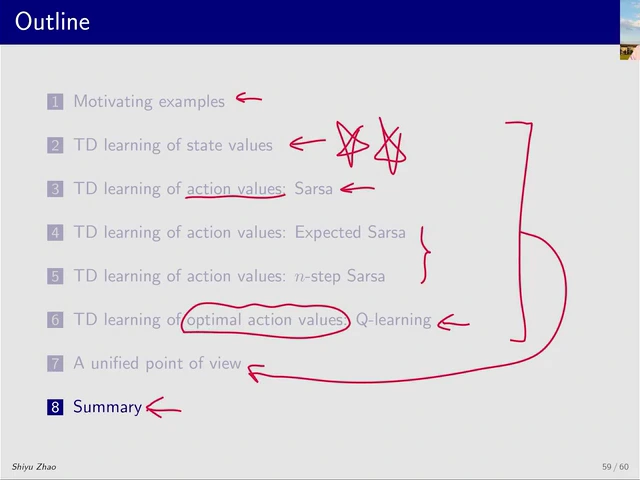 Outline
1 Motivating examples
2 TD learning of state values
3 TD learning of action values: Sarsa
4 TD learning of action values: Expected Sarsa
5 TD learning of action values: n-step Sarsa
6 TD learning of optimal action values: Q-learning
7 A unified point of view
8 Summary
Shiyu Zhao
59 / 60